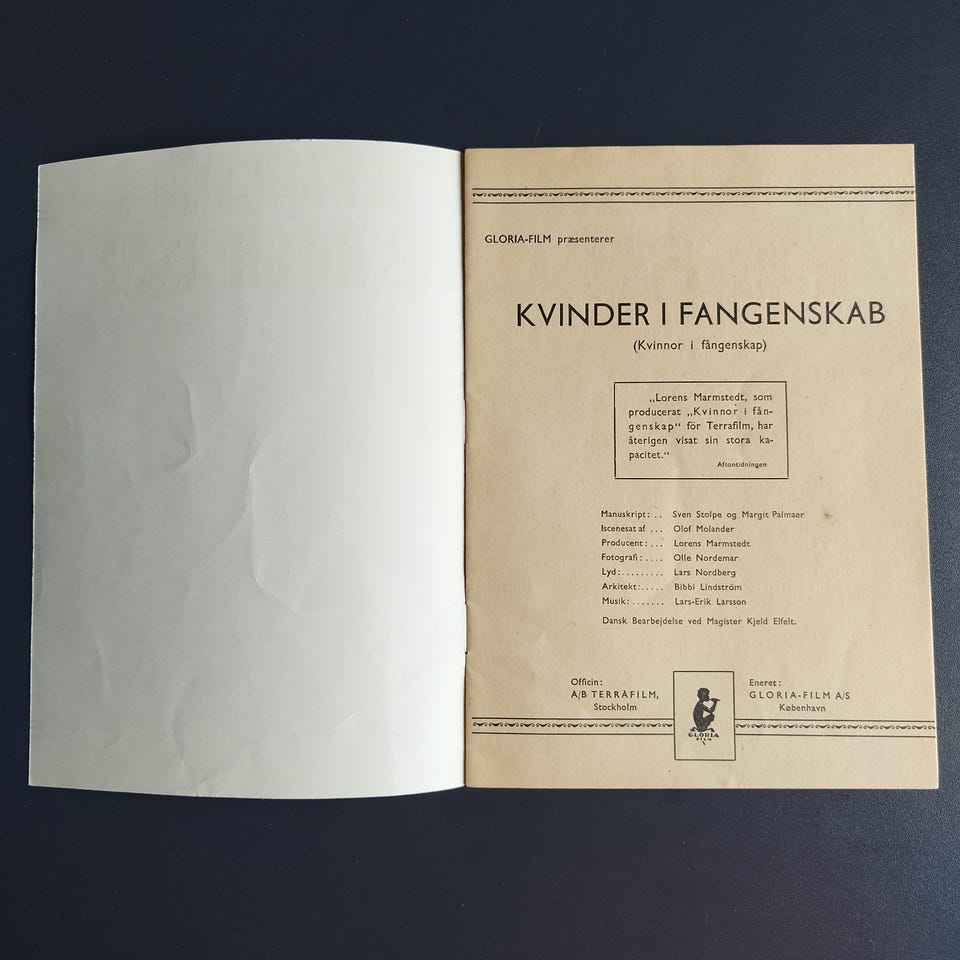 GLORIA-FILM præsenterer
KVINDER I FANGENSKAB
(Kvinnor i fångenskap)
„Lorens Marmstedt, som
producerat „Kvinnor i fån-
genskap“ för Terrafilm, har
återigen visat sin stora ka-
pacitet.“
Aftontidningen
Manuskript: .. Sven Stolpe og Margit Palmaer
Iscenesat af ... Olof Molander
Producent: ... Lorens Marmstedt
Fotografi: .... Olle Nordemar
Lyd: ......... Lars Nordberg
Arkitekt: ..... Bibbi Lindström
Musik: ....... Lars-Erik Larsson
Dansk Bearbejdelse ved Magister Kjeld Elfelt.
Officin:
A/B TERRAFILM,
Stockholm
GLORIA
FILM
Eneret:
GLORIA-FILM A/S
København